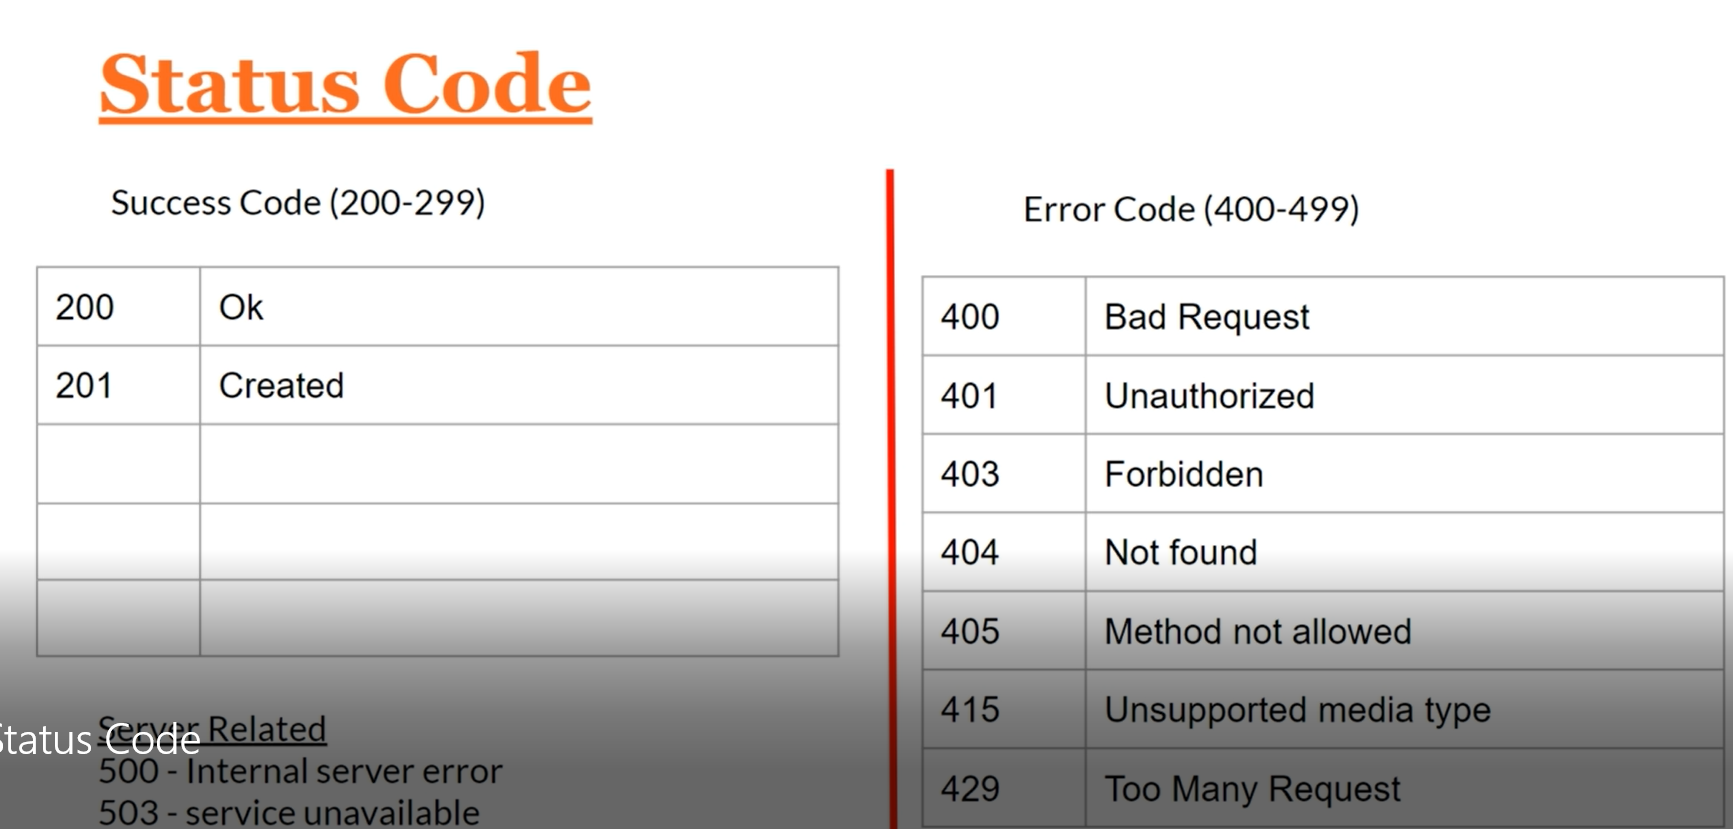 Status Code
Success Code (200-299)
200 Ok
201 Created
Server Related
500 - Internal server error
503 - service unavailable
Status Code
Error Code (400-499)
400 Bad Request
401 Unauthorized
403 Forbidden
404 Not found
405 Method not allowed
415 Unsupported media type
429 Too Many Request